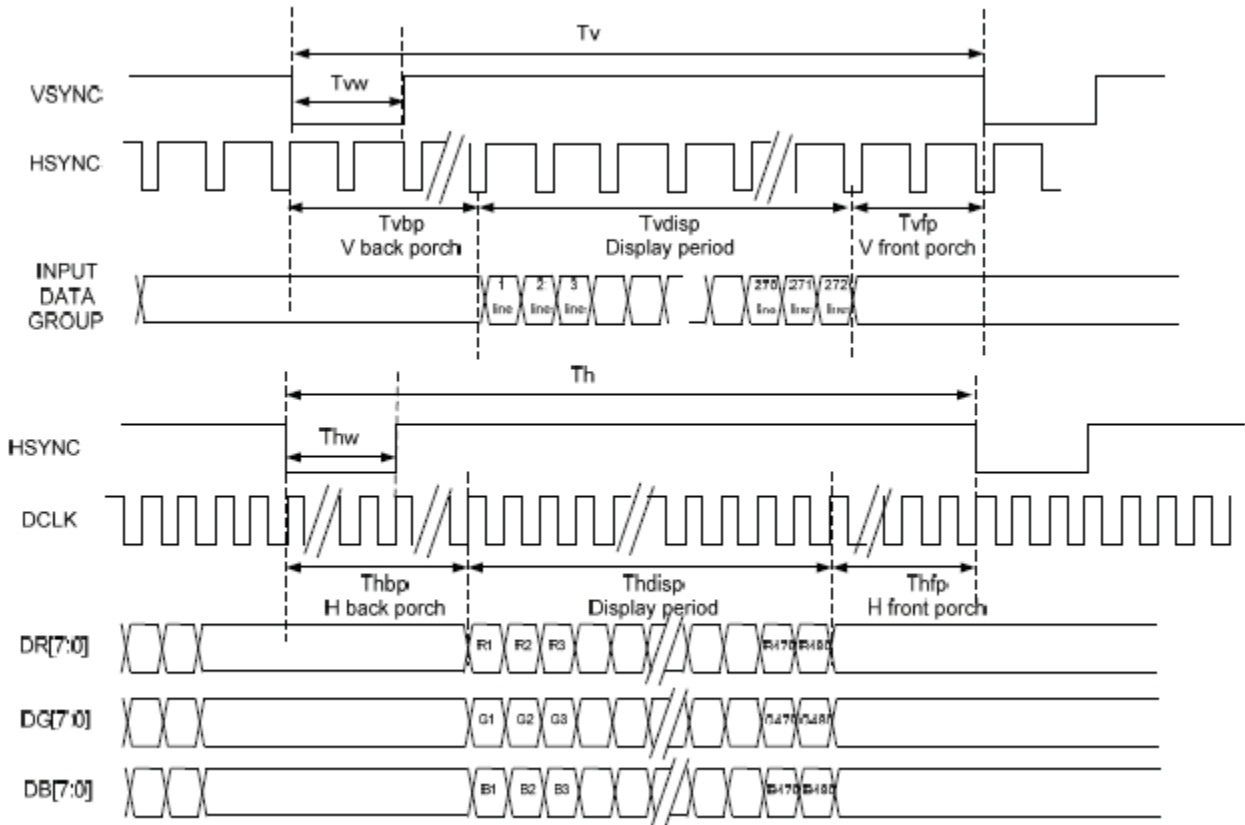 Tv
Tvw
VSYNC
HSYNC
Tvbp
V back porch
Tvdisp
Display period
Tvfp
V front porch
INPUT
DATA
GROUP
1 line
2 line
3 line
270 line
271 line
272 line
Th
Thw
HSYNC
DCLK
Thbp
H back porch
Thdisp
Display period
Thfp
H front porch
DR[7:0]
R1 R2 R3 R480
DG[7:0]
G1 G2 G3 G480
DB[7:0]
B1 B2 B3 B480